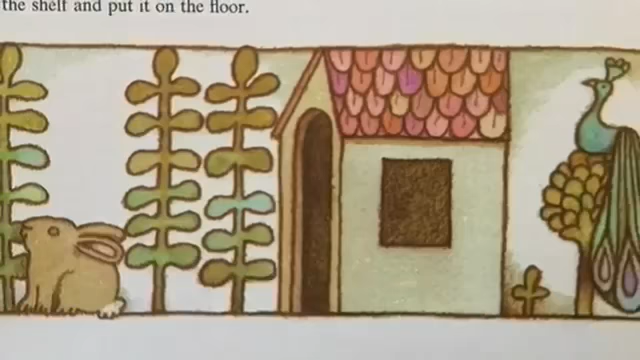 the shelf and put it on the floor.